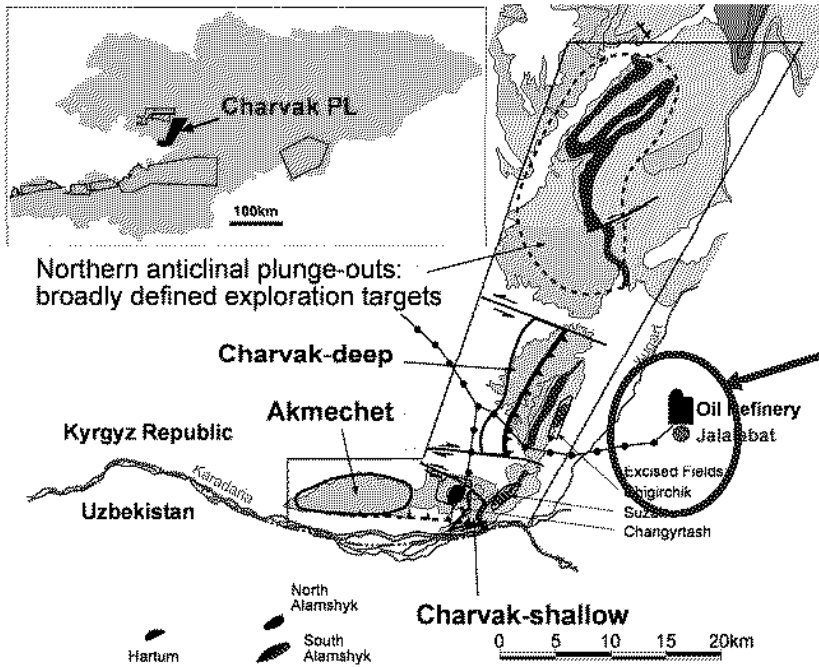 Charvak PL
100km
Northern anticlinal plunge-outs:
broadly defined exploration targets
Charvak-deep
Akmechet
Oil Refinery
Jalalabat
Kyrgyz Republic
Karadaria
Uzbekistan
Excised Fields
Changyrtash
North
Alamshyk
Hartum
South
Alamshyk
Charvak-shallow
0 5 10 15 20km